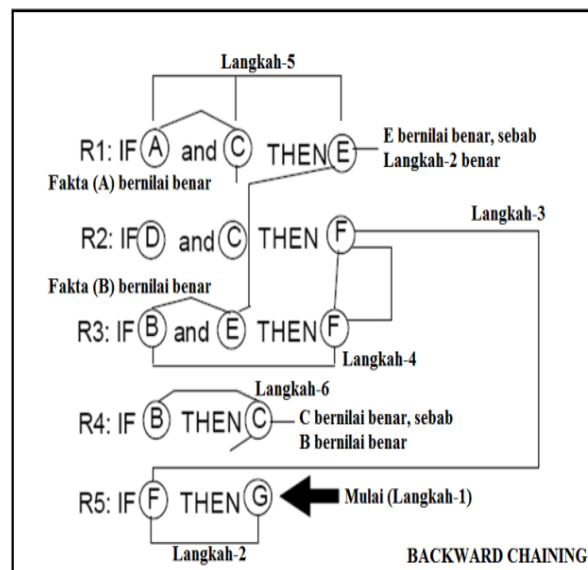 Langkah-5
R1: IF A and C THEN E
E bernilai benar, sebab
Langkah-2 benar
Fakta (A) bernilai benar
Langkah-3
R2: IF D and C THEN F
Fakta (B) bernilai benar
R3: IF B and E THEN F
Langkah-4
Langkah-6
R4: IF B THEN C
C bernilai benar, sebab
B bernilai benar
R5: IF F THEN G
Mulai (Langkah-1)
Langkah-2
BACKWARD CHAINING